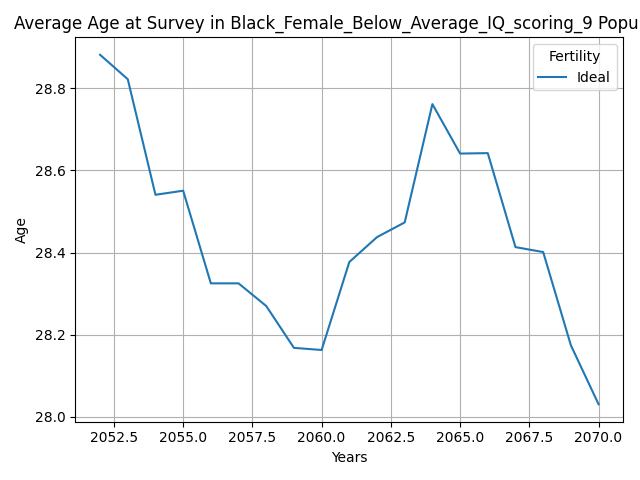 Average Age at Survey in Black_Female_Below_Average_IQ_scoring_9 Popu
Fertility
Ideal
28.8
28.6
28.4
28.2
28.0
Age
2052.5 2055.0 2057.5 2060.0 2062.5 2065.0 2067.5 2070.0
Years